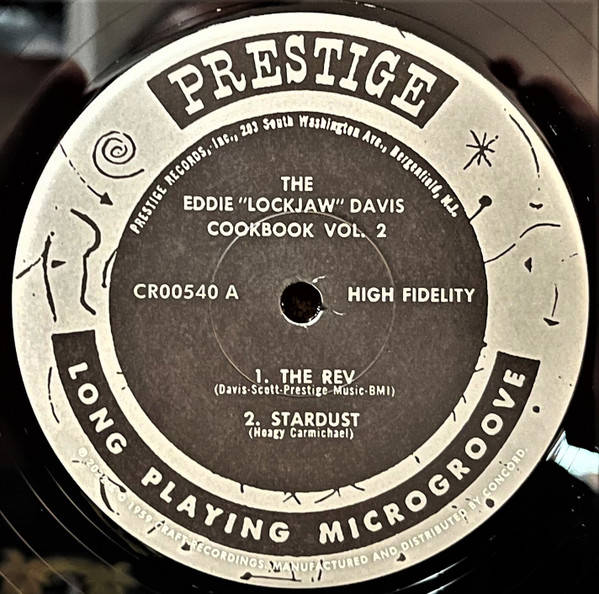 PRESTIGE
PRESTIGE RECORDS, Inc., 203 South Washington Ave., Bergenfield, N.J.
THE
EDDIE "LOCKJAW" DAVIS
COOKBOOK VOL. 2
CR00540 A
HIGH FIDELITY
1. THE REV
(Davis-Scott-Prestige Music-BMI)
2. STARDUST
(Hoagy Carmichael)
LONG PLAYING MICROGROOVE
℗ 1959 CRAFT RECORDINGS. MANUFACTURED AND DISTRIBUTED BY CONCORD.